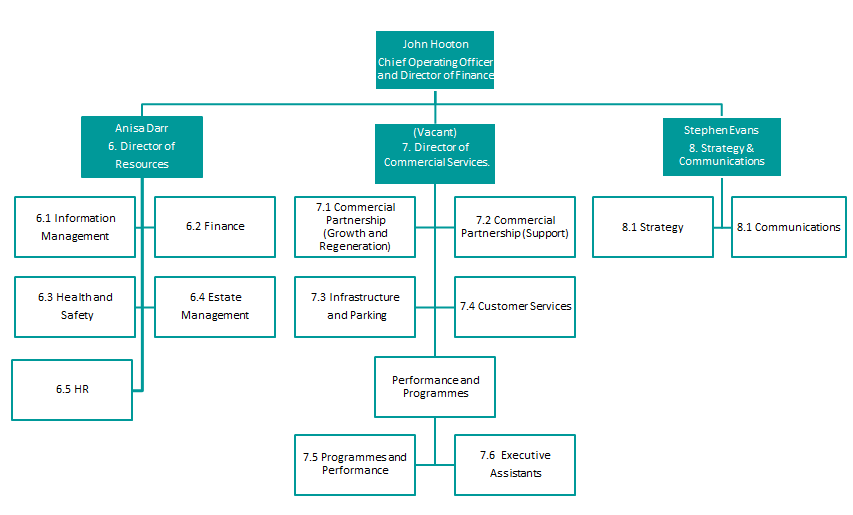 John Hooton
Chief Operating Officer
and Director of Finance
Anisa Darr
6. Director of
Resources
(Vacant)
7. Director of
Commercial Services.
Stephen Evans
8. Strategy &
Communications
6.1 Information
Management
6.2 Finance
7.1 Commercial
Partnership
(Growth and
Regeneration)
7.2 Commercial
Partnership (Support)
8.1 Strategy
8.1 Communications
6.3 Health and
Safety
6.4 Estate
Management
7.3 Infrastructure
and Parking
7.4 Customer Services
6.5 HR
Performance and
Programmes
7.5 Programmes and
Performance
7.6 Executive
Assistants